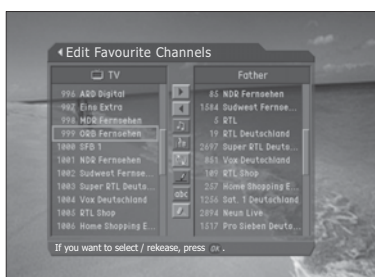 Edit Favourite Channels
TV
996 ARD Digital
997 Eins Extra
998 MDR Fernsehen
999 ORB Fernsehen
1000 SFB 1
1001 NDR Fernsehen
1002 Sudwest Fernse...
1003 Super RTL Deuts...
1004 Vox Deutschland
1005 RTL Shop
1006 Home Shopping E...
abc
Father
85 NDR Fernsehen
1584 Sudwest Fernse...
5 RTL
19 RTL Deutschland
2697 Super RTL Deuts...
851 Vox Deutschland
109 RTL Shop
257 Home Shopping E...
1256 Sat. 1 Deutschland
2894 Neun Live
1517 Pro Sieben Deuts...
If you want to select / rekease, press OK .